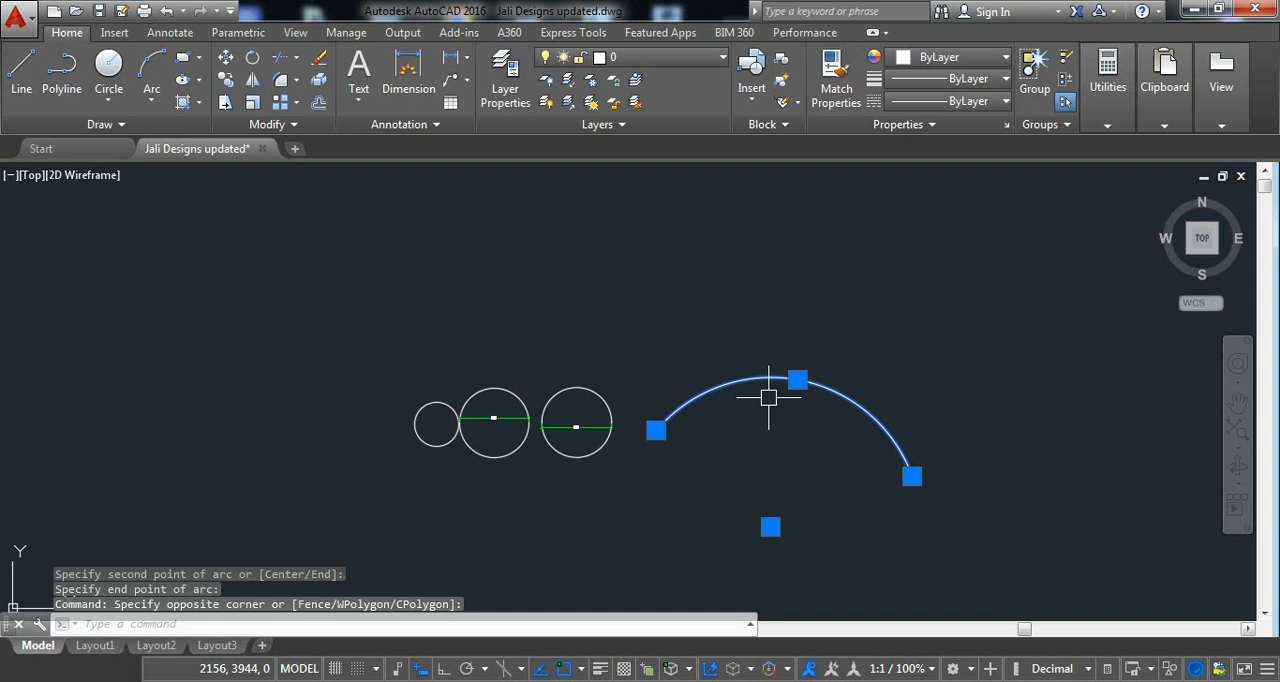 Autodesk AutoCAD 2016 Jali Designs updated.dwg
Type a keyword or phrase
Sign In
Home Insert Annotate Parametric View Manage Output Add-ins A360 Express Tools Featured Apps BIM 360 Performance
Line Polyline Circle Arc
Text Dimension
Layer Properties
0
Insert
Match Properties
ByLayer
ByLayer
ByLayer
Group
Utilities Clipboard View
Draw Modify Annotation Layers Block Properties Groups
Start Jali Designs updated*
[−][Top][2D Wireframe]
N
W TOP E
S
WCS
Y
Specify second point of arc or [Center/End]:
Specify end point of arc:
Command: Specify opposite corner or [Fence/WPolygon/CPolygon]:
Type a command
Model Layout1 Layout2 Layout3 +
2156, 3944, 0 MODEL 1:1 / 100% Decimal